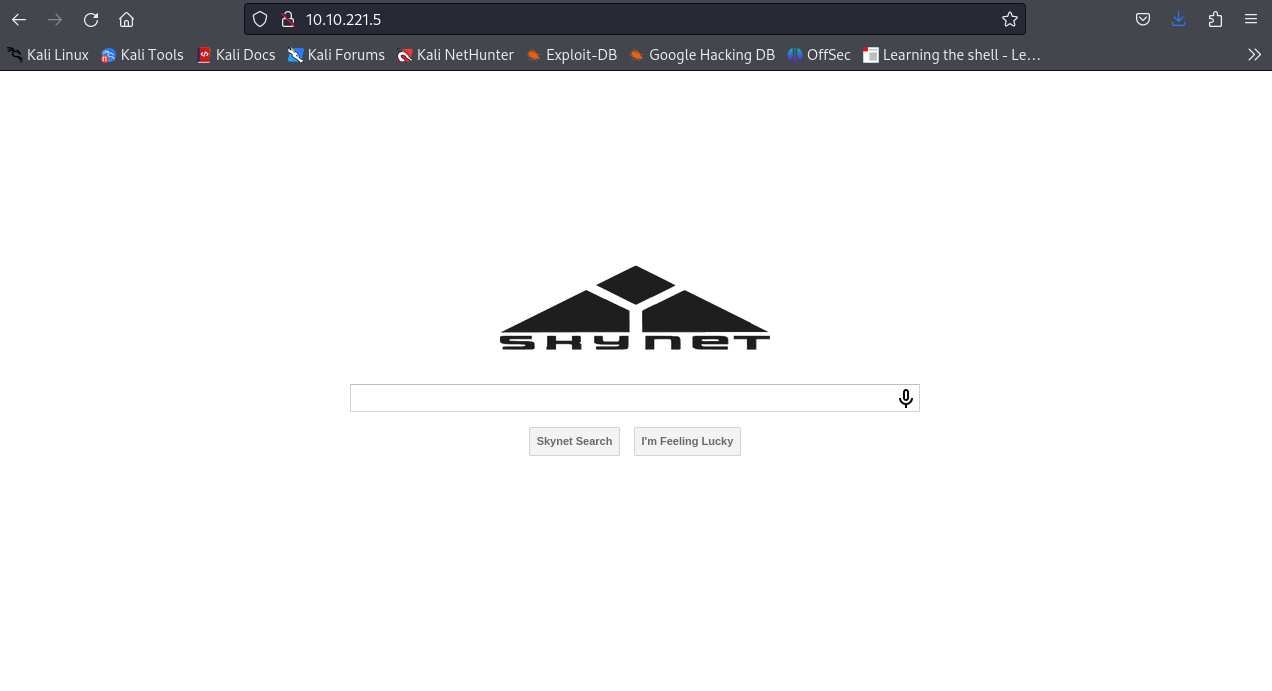 10.10.221.5
Kali Linux Kali Tools Kali Docs Kali Forums Kali NetHunter Exploit-DB Google Hacking DB OffSec Learning the shell - Le…
SKYNET
Skynet Search I'm Feeling Lucky